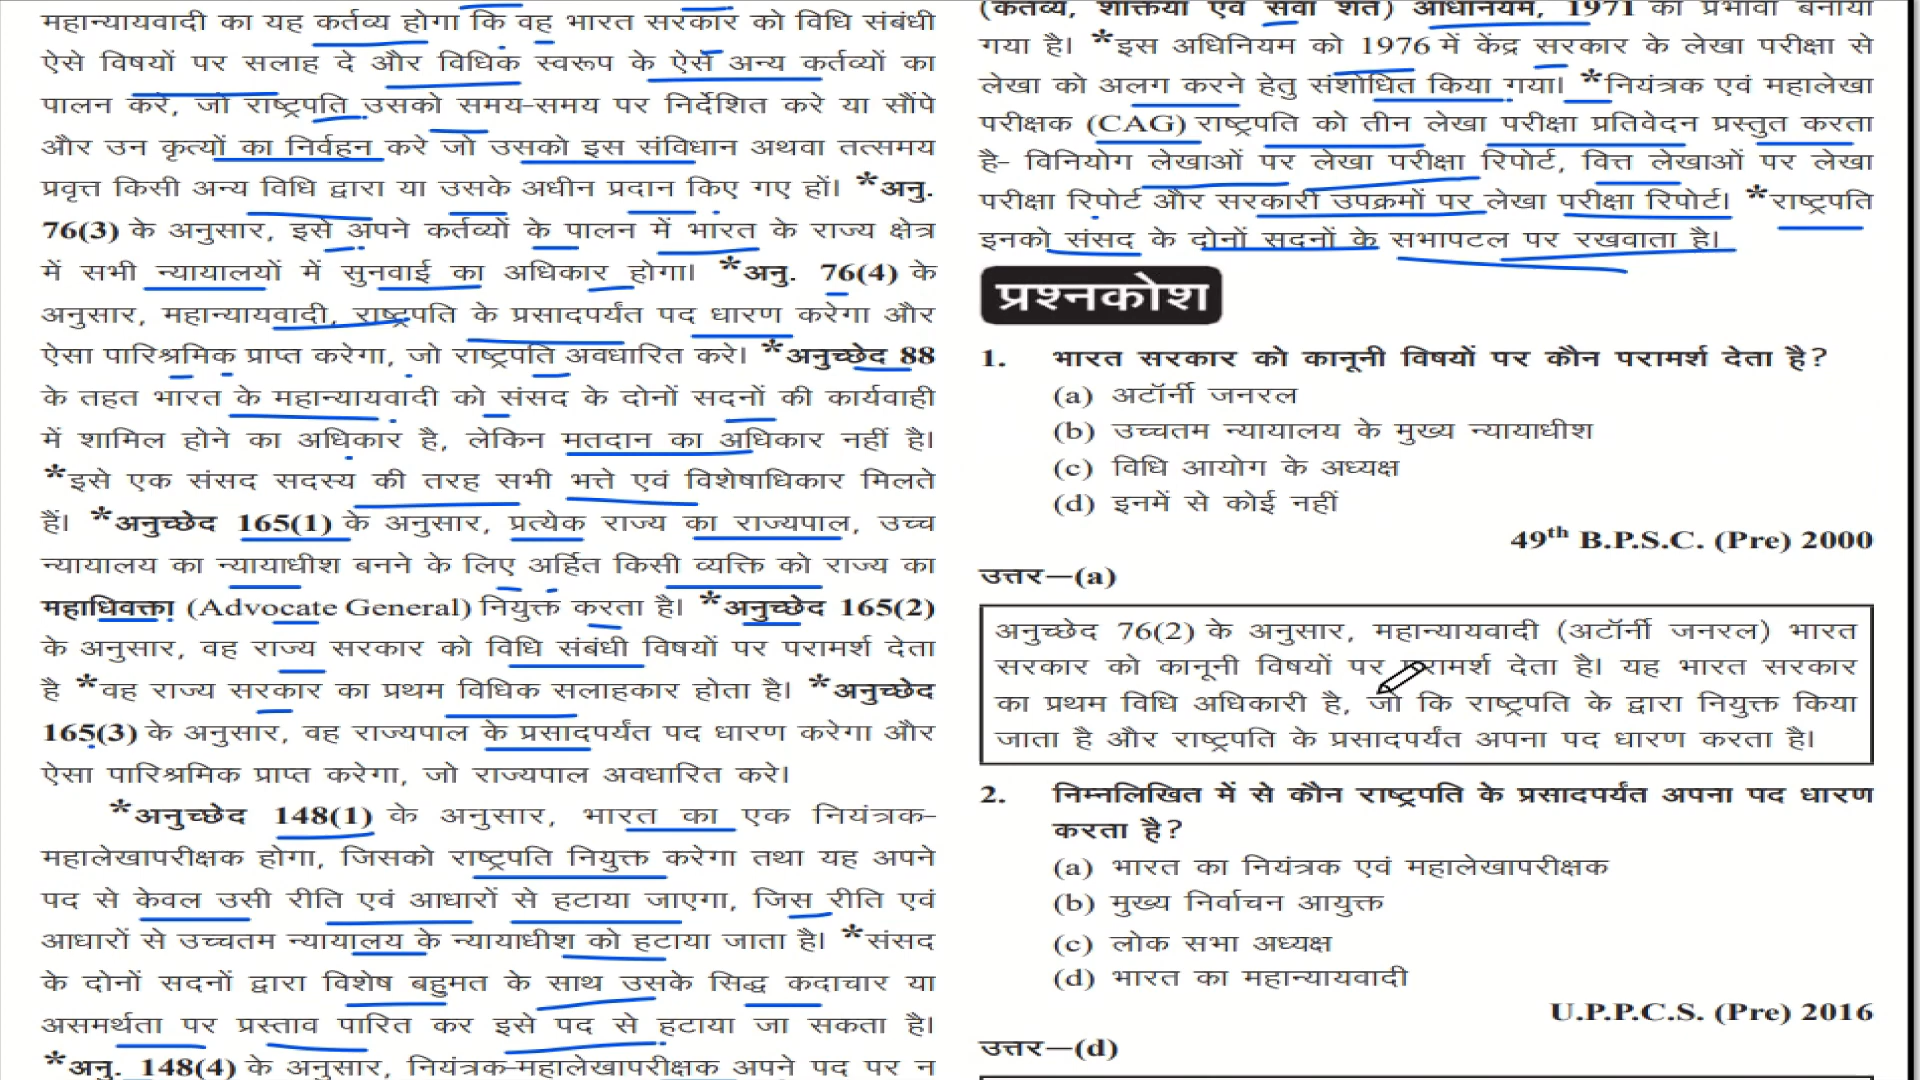 महान्यायवादी का यह कर्तव्य होगा कि वह भारत सरकार को विधि संबंधी
ऐसे विषयों पर सलाह दे और विधिक स्वरूप के ऐसे अन्य कर्तव्यों का
पालन करे, जो राष्ट्रपति उसको समय-समय पर निर्देशित करे या सौंपे
और उन कृत्यों का निर्वहन करे जो उसको इस संविधान अथवा तत्समय
प्रवृत्त किसी अन्य विधि द्वारा या उसके अधीन प्रदान किए गए हों। *अनु.
76(3) के अनुसार, इसे अपने कर्तव्यों के पालन में भारत के राज्य क्षेत्र
में सभी न्यायालयों में सुनवाई का अधिकार होगा। *अनु. 76(4) के
अनुसार, महान्यायवादी, राष्ट्रपति के प्रसादपर्यंत पद धारण करेगा और
ऐसा पारिश्रमिक प्राप्त करेगा, जो राष्ट्रपति अवधारित करे। *अनुच्छेद 88
के तहत भारत के महान्यायवादी को संसद के दोनों सदनों की कार्यवाही
में शामिल होने का अधिकार है, लेकिन मतदान का अधिकार नहीं है।
*इसे एक संसद सदस्य की तरह सभी भत्ते एवं विशेषाधिकार मिलते
हैं। *अनुच्छेद 165(1) के अनुसार, प्रत्येक राज्य का राज्यपाल, उच्च
न्यायालय का न्यायाधीश बनने के लिए अर्हित किसी व्यक्ति को राज्य का
महाधिवक्ता (Advocate General) नियुक्त करता है। *अनुच्छेद 165(2)
के अनुसार, वह राज्य सरकार को विधि संबंधी विषयों पर परामर्श देता
है *वह राज्य सरकार का प्रथम विधिक सलाहकार होता है। *अनुच्छेद
165(3) के अनुसार, वह राज्यपाल के प्रसादपर्यंत पद धारण करेगा और
ऐसा पारिश्रमिक प्राप्त करेगा, जो राज्यपाल अवधारित करे।
*अनुच्छेद 148(1) के अनुसार, भारत का एक नियंत्रक-
महालेखापरीक्षक होगा, जिसको राष्ट्रपति नियुक्त करेगा तथा यह अपने
पद से केवल उसी रीति एवं आधारों से हटाया जाएगा, जिस रीति एवं
आधारों से उच्चतम न्यायालय के न्यायाधीश को हटाया जाता है। *संसद
के दोनों सदनों द्वारा विशेष बहुमत के साथ उसके सिद्ध कदाचार या
असमर्थता पर प्रस्ताव पारित कर इसे पद से हटाया जा सकता है।
*अनु. 148(4) के अनुसार, नियंत्रक-महालेखापरीक्षक अपने पद पर न
(कर्तव्य, शक्तियां एवं सेवा शर्तें) अधिनियम, 1971 को प्रभावी बनाया
गया है। *इस अधिनियम को 1976 में केंद्र सरकार के लेखा परीक्षा से
लेखा को अलग करने हेतु संशोधित किया गया। *नियंत्रक एवं महालेखा
परीक्षक (CAG) राष्ट्रपति को तीन लेखा परीक्षा प्रतिवेदन प्रस्तुत करता
है- विनियोग लेखाओं पर लेखा परीक्षा रिपोर्ट, वित्त लेखाओं पर लेखा
परीक्षा रिपोर्ट और सरकारी उपक्रमों पर लेखा परीक्षा रिपोर्ट। *राष्ट्रपति
इनको संसद के दोनों सदनों के सभापटल पर रखवाता है।
प्रश्नकोश
1. भारत सरकार को कानूनी विषयों पर कौन परामर्श देता है?
(a) अटॉर्नी जनरल
(b) उच्चतम न्यायालय के मुख्य न्यायाधीश
(c) विधि आयोग के अध्यक्ष
(d) इनमें से कोई नहीं
49th B.P.S.C. (Pre) 2000
उत्तर—(a)
अनुच्छेद 76(2) के अनुसार, महान्यायवादी (अटॉर्नी जनरल) भारत
सरकार को कानूनी विषयों पर परामर्श देता है। यह भारत सरकार
का प्रथम विधि अधिकारी है, जो कि राष्ट्रपति के द्वारा नियुक्त किया
जाता है और राष्ट्रपति के प्रसादपर्यंत अपना पद धारण करता है।
2. निम्नलिखित में से कौन राष्ट्रपति के प्रसादपर्यंत अपना पद धारण
करता है?
(a) भारत का नियंत्रक एवं महालेखापरीक्षक
(b) मुख्य निर्वाचन आयुक्त
(c) लोक सभा अध्यक्ष
(d) भारत का महान्यायवादी
U.P.P.C.S. (Pre) 2016
उत्तर—(d)